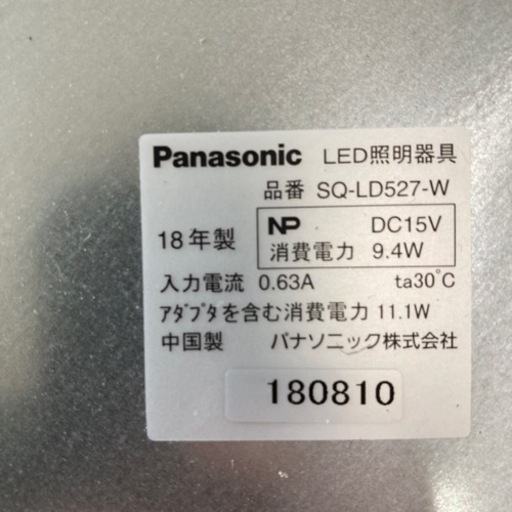 Panasonic LED照明器具
品番 SQ-LD527-W
18年製
NP DC15V
消費電力 9.4W
入力電流 0.63A ta30℃
アダプタを含む消費電力 11.1W
中国製 パナソニック株式会社
180810